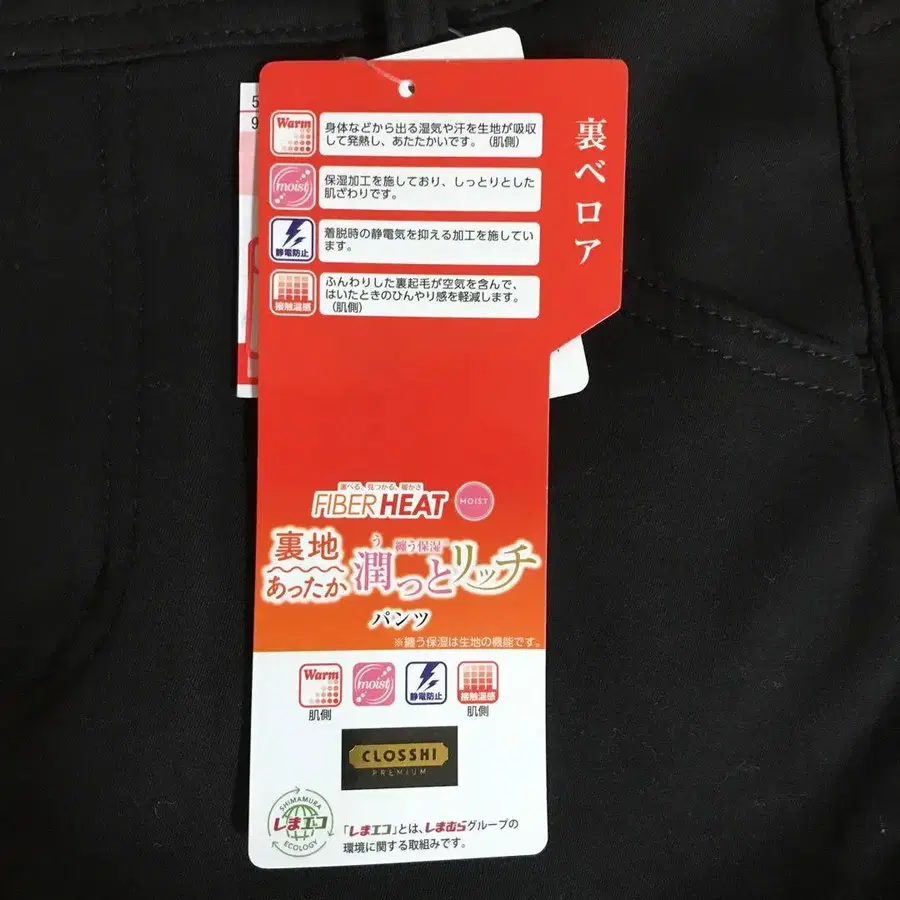 5
9
裏ベロア
Warm
身体などから出る湿気や汗を生地が吸収
して発熱し、あたたかいです。（肌側）
moist
保湿加工を施しており、しっとりとした
肌ざわりです。
静電防止
着脱時の静電気を抑える加工を施してい
ます。
接触温感
ふんわりした裏起毛が空気を含んで、
はいたときのひんやり感を軽減します。
（肌側）
選べる、見つかる、暖かさ
FIBER HEAT
MOIST
裏地
あったか
う
纏う保湿
潤っとリッチ
パンツ
※纏う保湿は生地の機能です。
Warm
moist
静電防止
接触温感
肌側
肌側
CLOSSHI
PREMIUM
SHIMAMURA
しまエコ
ECOLOGY
「しまエコ」とは、しまむらグループの
環境に関する取組みです。